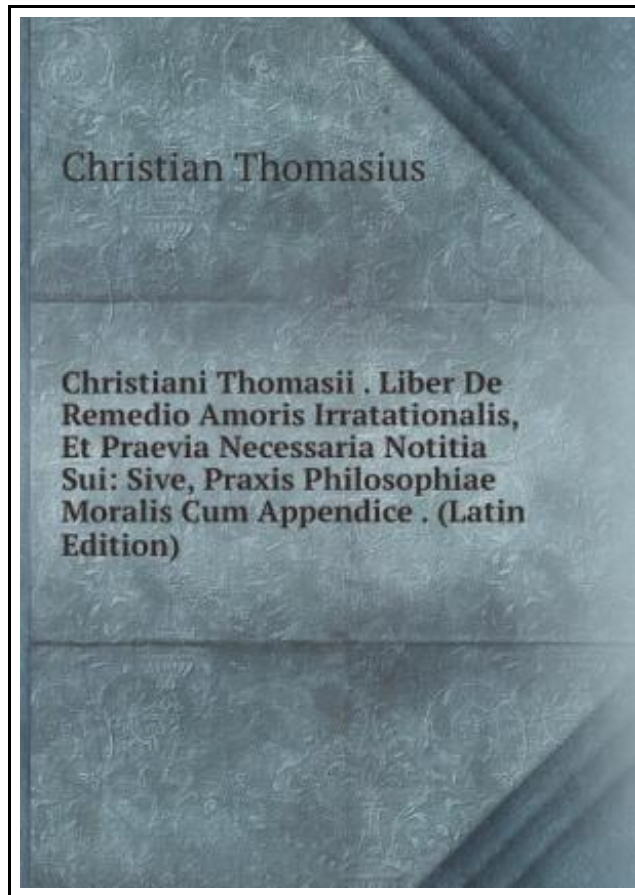 Christian Thomasius
Christiani Thomasii . Liber De
Remedio Amoris Irratationalis,
Et Praevia Necessaria Notitia
Sui: Sive, Praxis Philosophiae
Moralis Cum Appendice . (Latin
Edition)